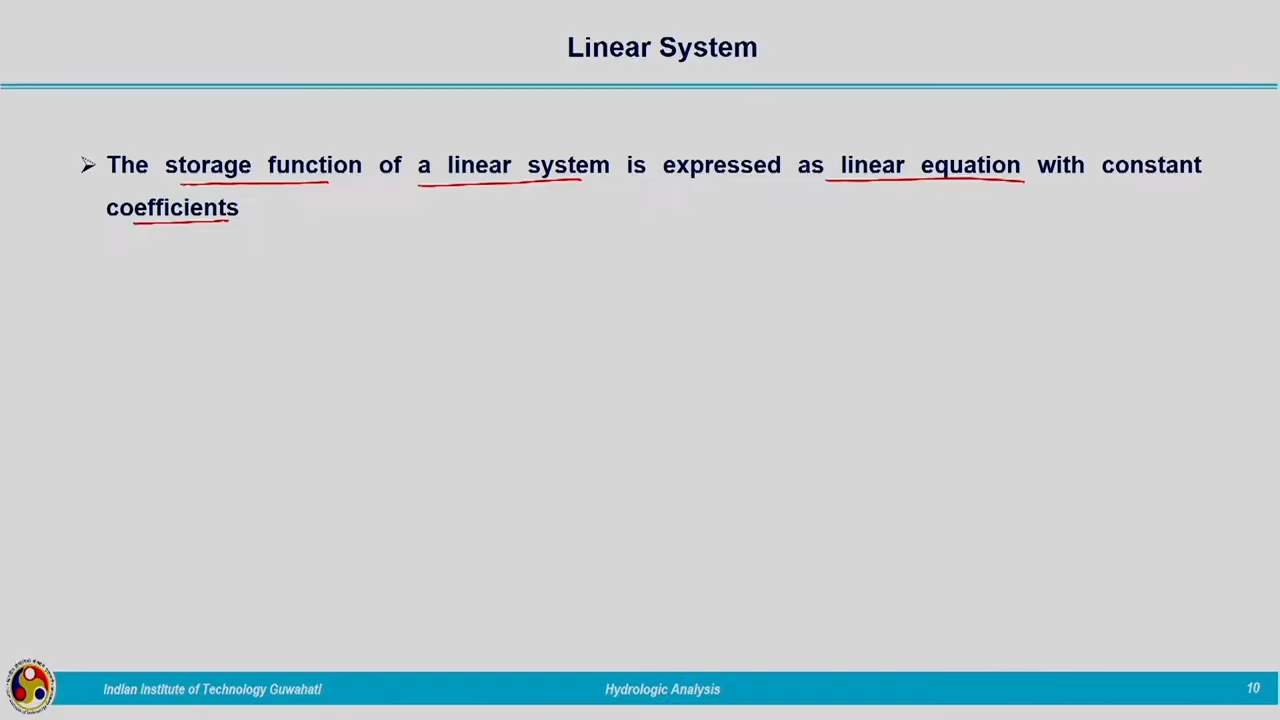 Linear System
➢ The storage function of a linear system is expressed as linear equation with constant
coefficients
Indian Institute of Technology Guwahati
Hydrologic Analysis
10